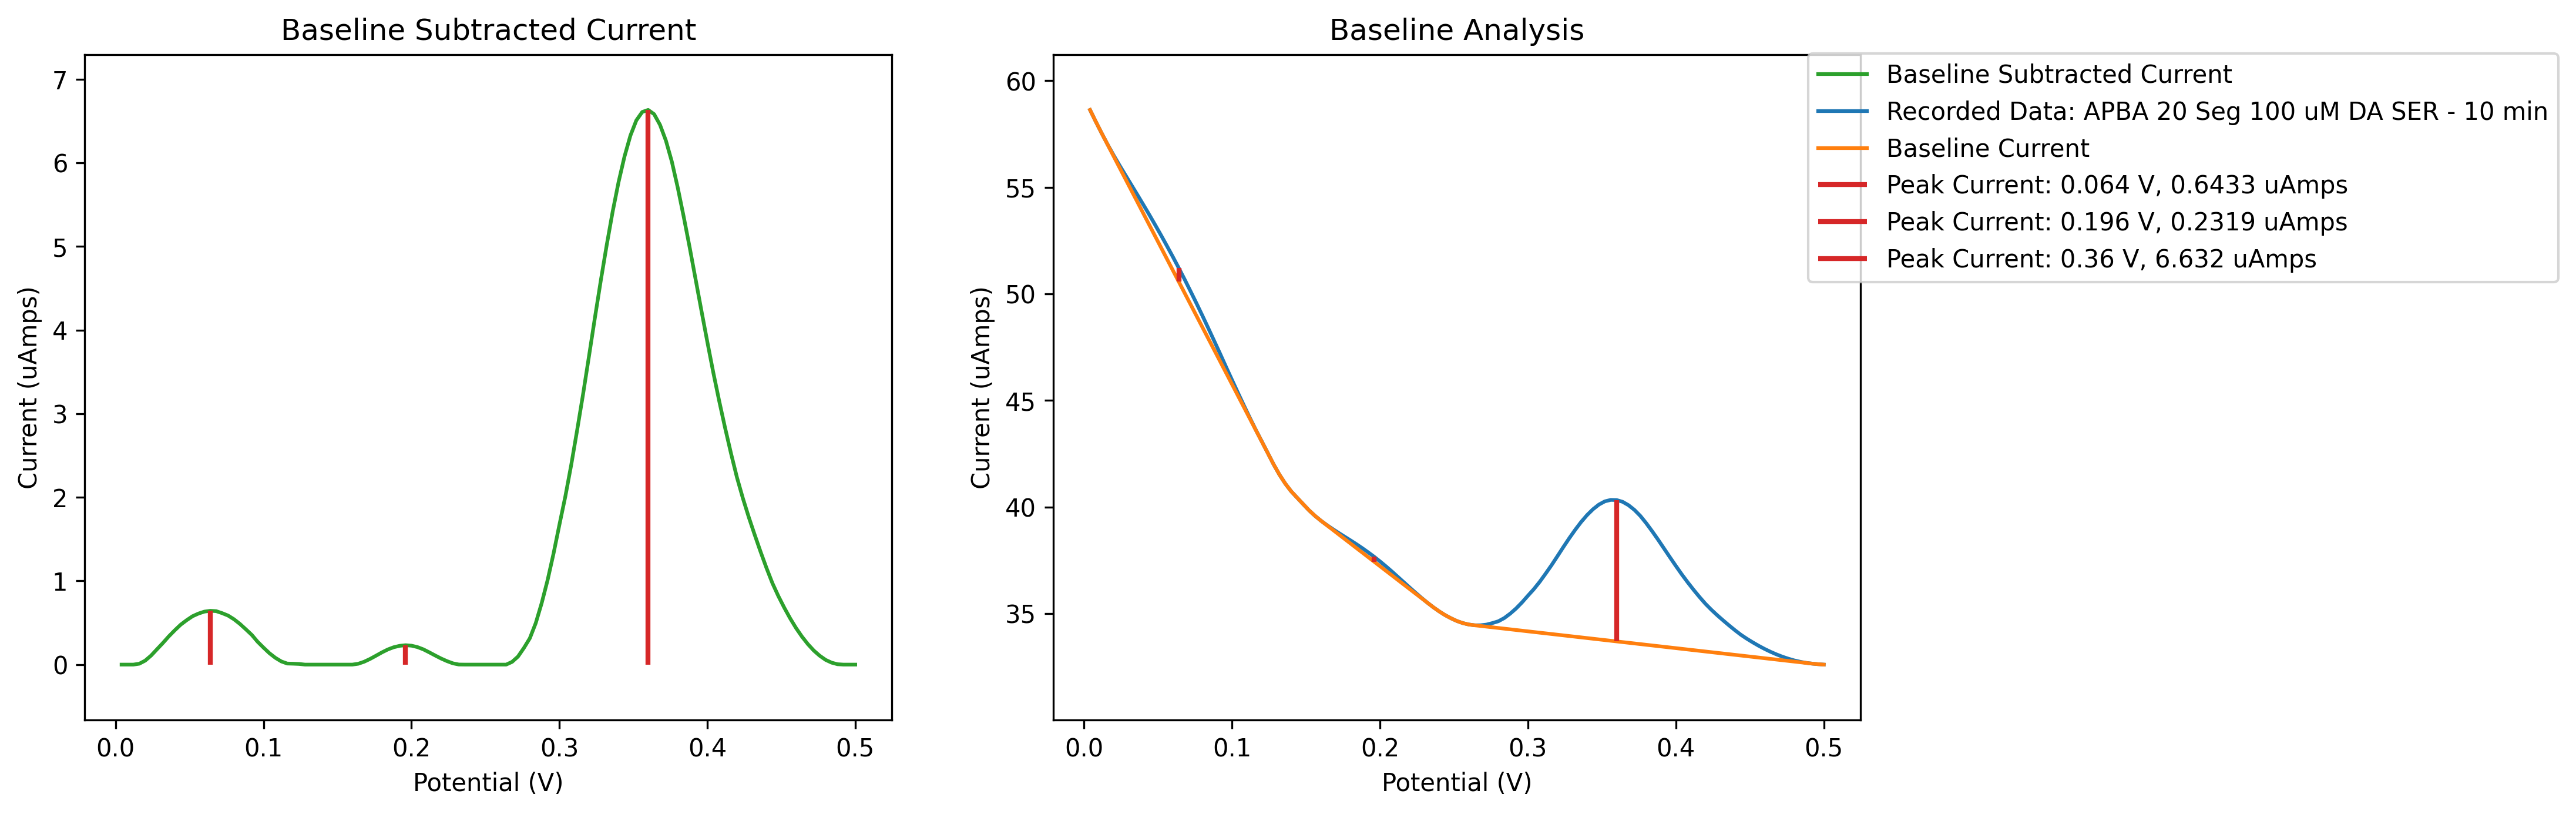 Baseline Subtracted Current
7
6
5
4
3
2
1
0
Current (uAmps)
0.0 0.1 0.2 0.3 0.4 0.5
Potential (V)
Baseline Analysis
60
55
50
45
40
35
Current (uAmps)
0.0 0.1 0.2 0.3 0.4 0.5
Potential (V)
Baseline Subtracted Current
Recorded Data: APBA 20 Seg 100 uM DA SER - 10 min
Baseline Current
Peak Current: 0.064 V, 0.6433 uAmps
Peak Current: 0.196 V, 0.2319 uAmps
Peak Current: 0.36 V, 6.632 uAmps